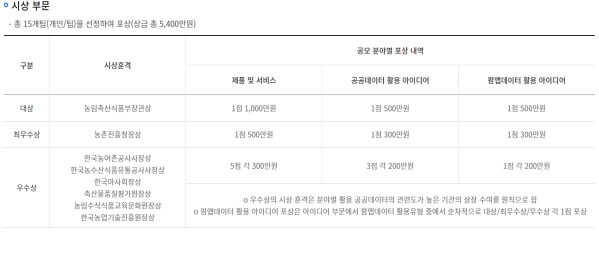 시상 부문
- 총 15개팀(개인/팀)을 선정하여 포상(상금 총 5,400만원)
구분
시상훈격
공모 분야별 포상 내역
제품 및 서비스
공공데이터 활용 아이디어
팜맵데이터 활용 아이디어
대상
농림축산식품부장관상
1점 1,000만원
1점 500만원
1점 500만원
최우수상
농촌진흥청장상
1점 500만원
1점 300만원
1점 300만원
우수상
한국농어촌공사사장상
한국농수산식품유통공사사장상
한국마사회장상
축산물품질평가원장상
농림수산식품교육문화원장상
한국농업기술진흥원장상
5점 각 300만원
3점 각 200만원
1점 각 200만원
o 우수상의 시상 훈격은 분야별 활용 공공데이터의 관련도가 높은 기관의 상장 수여를 원칙으로 함
o 팜맵데이터 활용 아이디어 포상은 아이디어 부문에서 팜맵데이터 활용유형 중에서 순차적으로 대상/최우수상/우수상 각 1점 포상